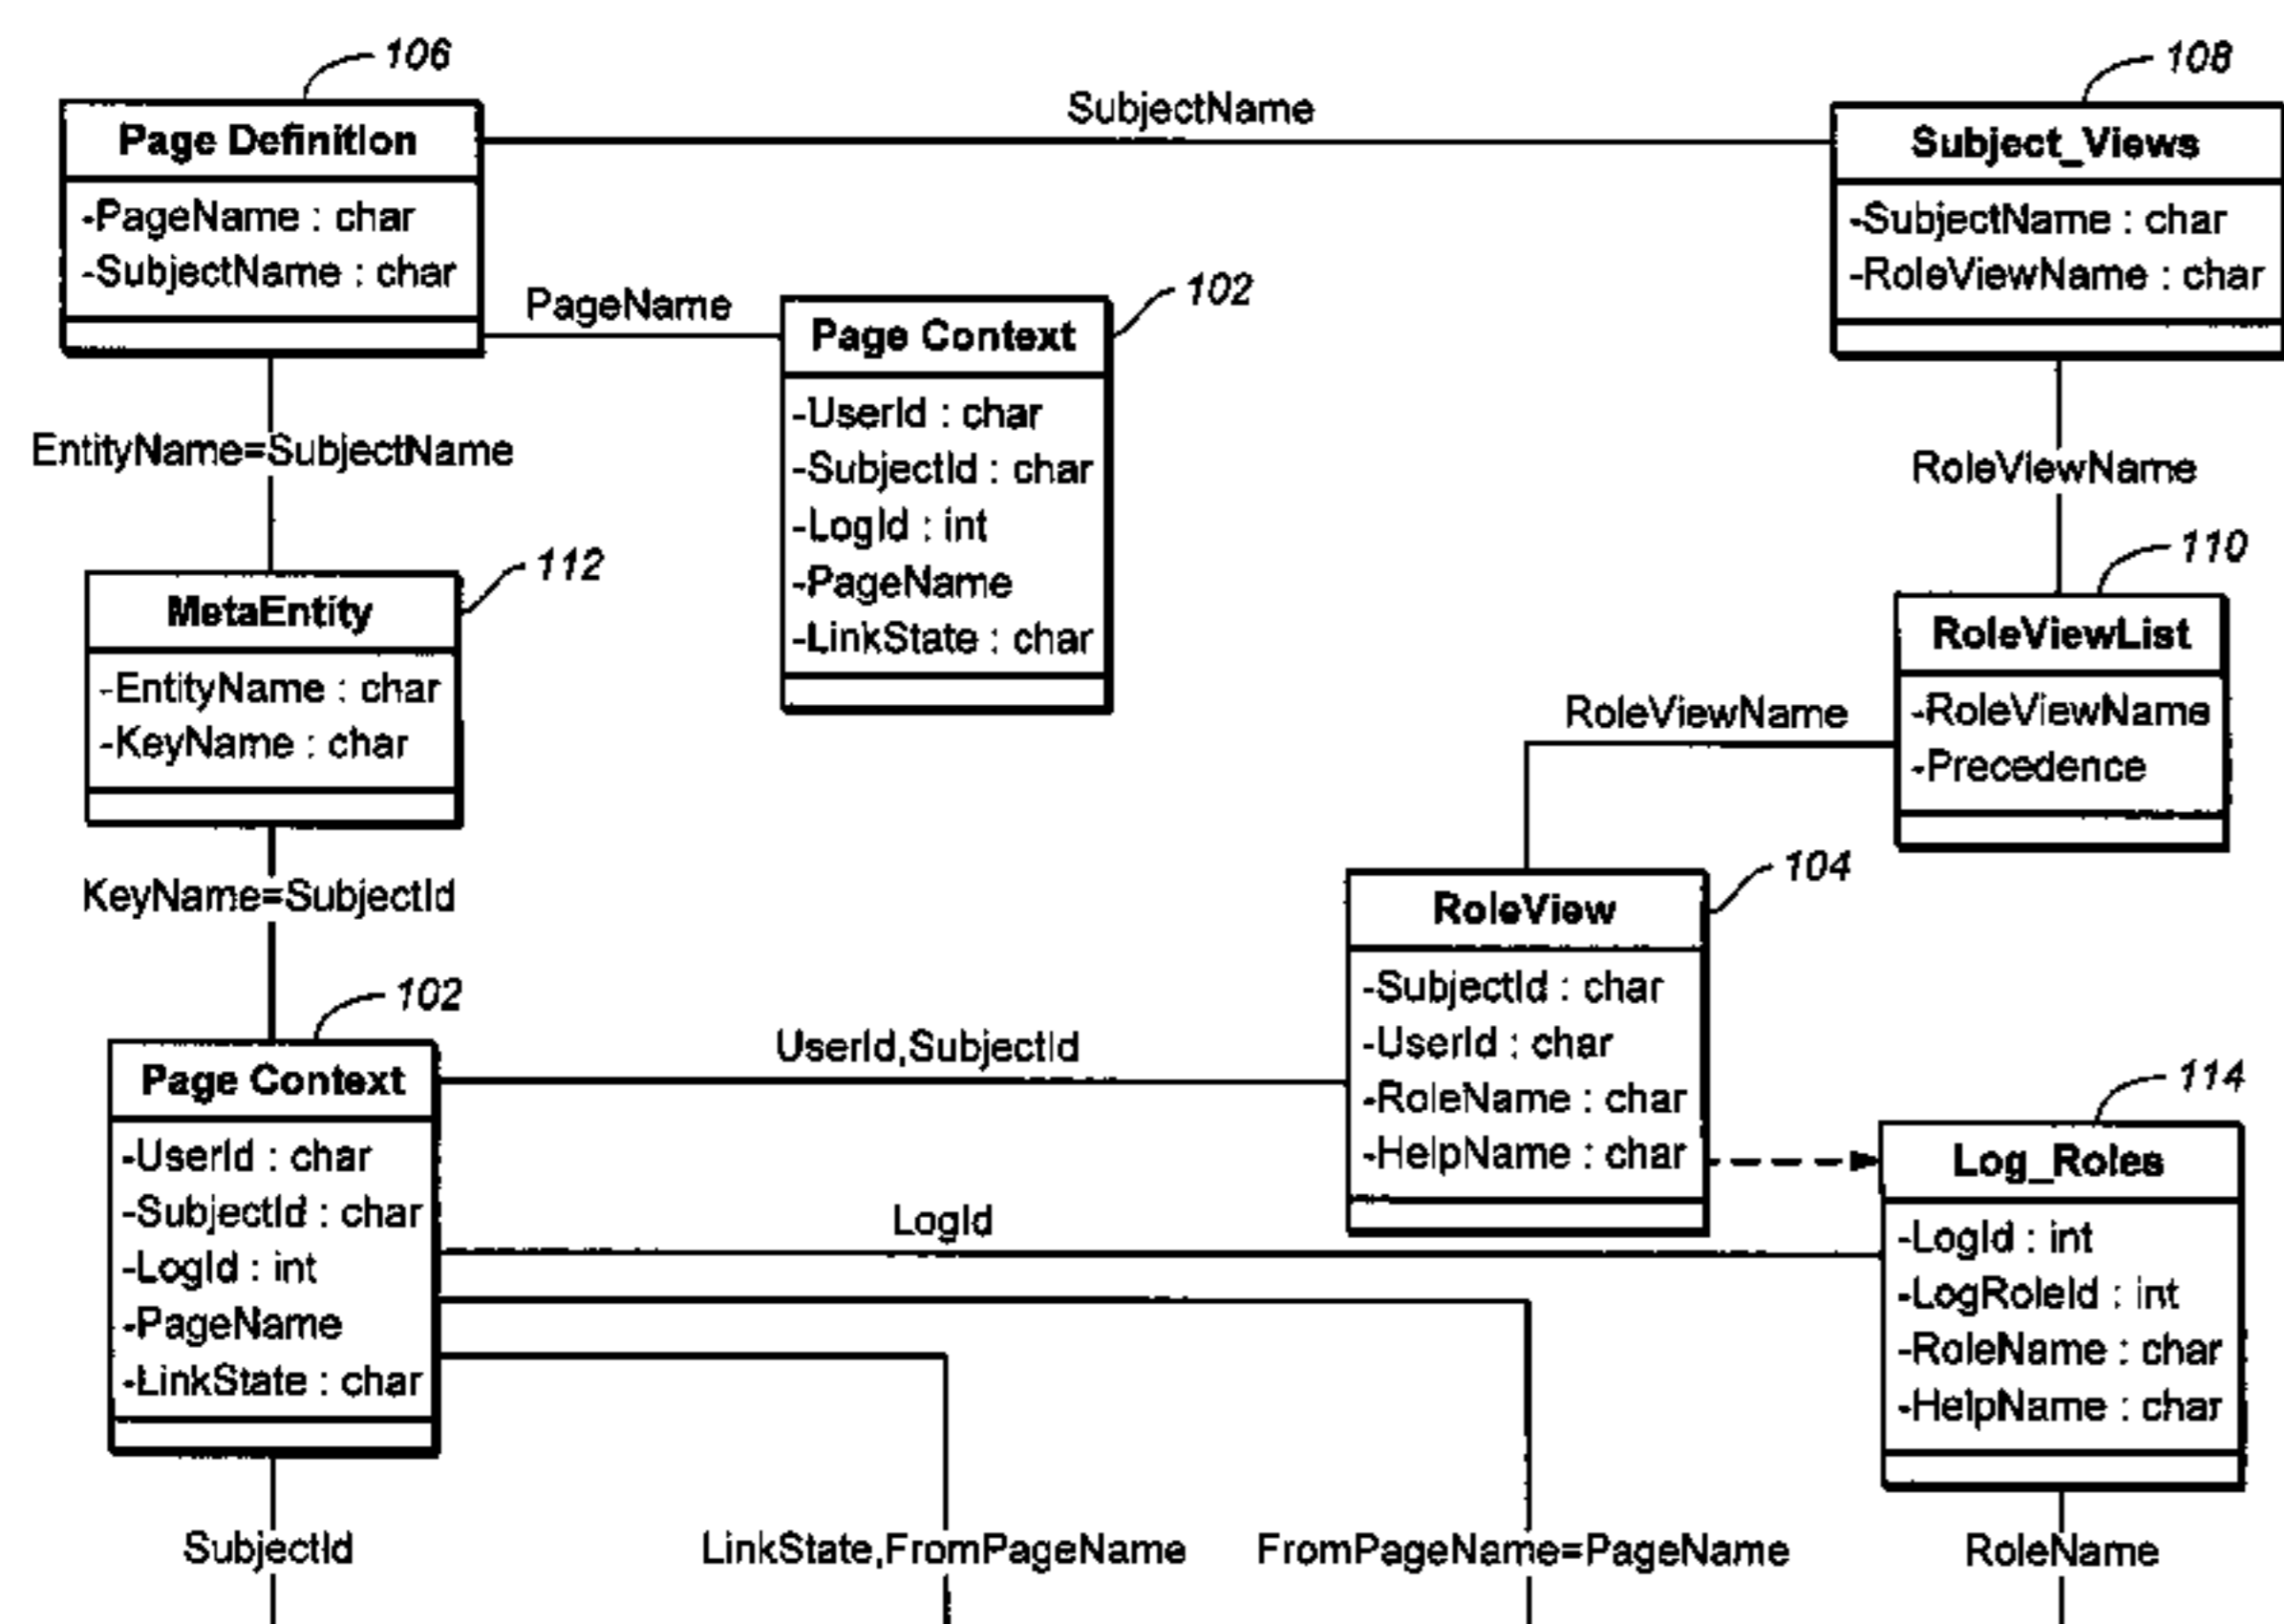 106
108
Page Definition
-PageName : char
-SubjectName : char
SubjectName
Subject_Views
-SubjectName : char
-RoleViewName : char
PageName
102
Page Context
-UserId : char
-SubjectId : char
-LogId : int
-PageName
-LinkState : char
EntityName=SubjectName
RoleViewName
112
MetaEntity
-EntityName : char
-KeyName : char
110
RoleViewList
-RoleViewName
-Precedence
RoleViewName
KeyName=SubjectId
104
RoleView
-SubjectId : char
-UserId : char
-RoleName : char
-HelpName : char
102
Page Context
-UserId : char
-SubjectId : char
-LogId : int
-PageName
-LinkState : char
UserId,SubjectId
114
Log_Roles
-LogId : int
-LogRoleId : int
-RoleName : char
-HelpName : char
LogId
SubjectId
LinkState,FromPageName
FromPageName=PageName
RoleName